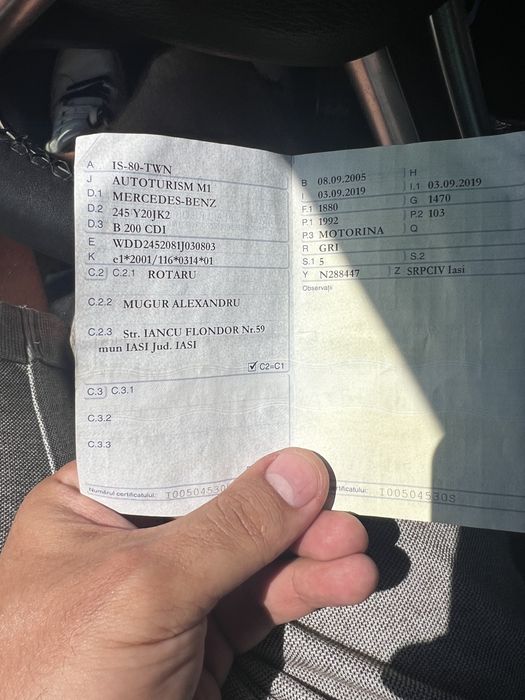 A IS-80-TWN
J AUTOTURISM M1
D.1 MERCEDES-BENZ
D.2 245 Y20JK2
D.3 B 200 CDI
E WDD2452081J030803
K e1*2001/116*0314*01
C.2 C.2.1 ROTARU
C.2.2 MUGUR ALEXANDRU
C.2.3 Str. IANCU FLONDOR Nr.59
mun IASI Jud. IASI
☑ C2=C1
C.3 C.3.1
C.3.2
C.3.3
Numărul certificatului: I00504530
B 08.09.2005 H
I 03.09.2019 I.1 03.09.2019
F.1 1880 G 1470
P.1 1992 P.2 103
P.3 MOTORINA Q
R GRI
S.1 5 S.2
Y N288447 Z SRPCIV Iasi
Observații
I00504530S